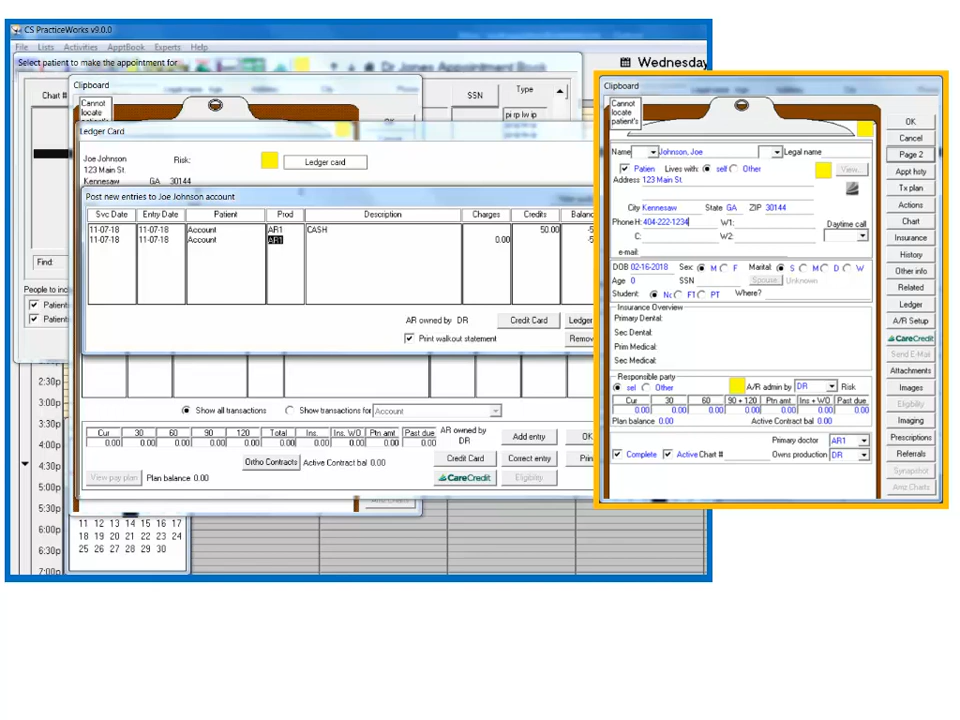 CS PracticeWorks v9.0.0
File Lists Activities ApptBook Experts Help
Select patient to make the appointment for
Dr Jones Appointment Book
Wednesday
Chart #
SSN
Type
Clipboard
Cannot
locate
patient's
OK
Ledger Card
Joe Johnson
123 Main St.
Kennesaw GA 30144
Risk:
Ledger card
Post new entries to Joe Johnson account
Svc Date Entry Date Patient Prod Description Charges Credits Balan
11-07-18 11-07-18 Account AR1 CASH 50.00 -5
11-07-18 11-07-18 Account AR1 0.00 -5
AR owned by DR Credit Card Ledger
Print walkout statement Remov
Find:
People to inc
Patient
Patient
Show all transactions Show transactions for Account
Cur 30 60 90 120 Total Ins. Ins. WO Ptn amt Past due
0.00 0.00 0.00 0.00 0.00 0.00 0.00 0.00 0.00 0.00
AR owned by
DR
Add entry OK
Ortho Contracts Active Contract bal 0.00
Credit Card Correct entry Prin
View pay plan Plan balance 0.00
CareCredit Eligibility
Amz Charts
2:30p
3:00p
3:30p
4:00p
4:30p
5:00p
5:30p
6:00p
6:30p
7:00p
11 12 13 14 15 16 17
18 19 20 21 22 23 24
25 26 27 28 29 30
Clipboard
Cannot
locate
patient's
Name Johnson, Joe Legal name
Patien Lives with: self Other View...
Address 123 Main St.
City Kennesaw State GA ZIP 30144
Phone H: 404-222-1234 W1: Daytime call
C: W2:
e-mail:
DOB 02-16-2018 Sex: M F Marital: S M D W
Age 0 SSN Spouse Unknown
Student: Nc F1 PT Where?
Insurance Overview
Primary Dental:
Sec Dental:
Prim Medical:
Sec Medical:
Responsible party
sel Other A/R admin by DR Risk
Cur 30 60 90 + 120 Ptn amt Ins + WO Past due
0.00 0.00 0.00 0.00 0.00 0.00 0.00
Plan balance 0.00 Active Contract bal 0.00
Primary doctor AR1
Complete Active Chart # Owns production DR
OK
Cancel
Page 2
Appt hsty
Tx plan
Actions
Chart
Insurance
History
Other info
Related
Ledger
A/R Setup
CareCredit
Send E-Mail
Attachments
Images
Eligibility
Imaging
Prescriptions
Referrals
Synapshot
Amz Charts